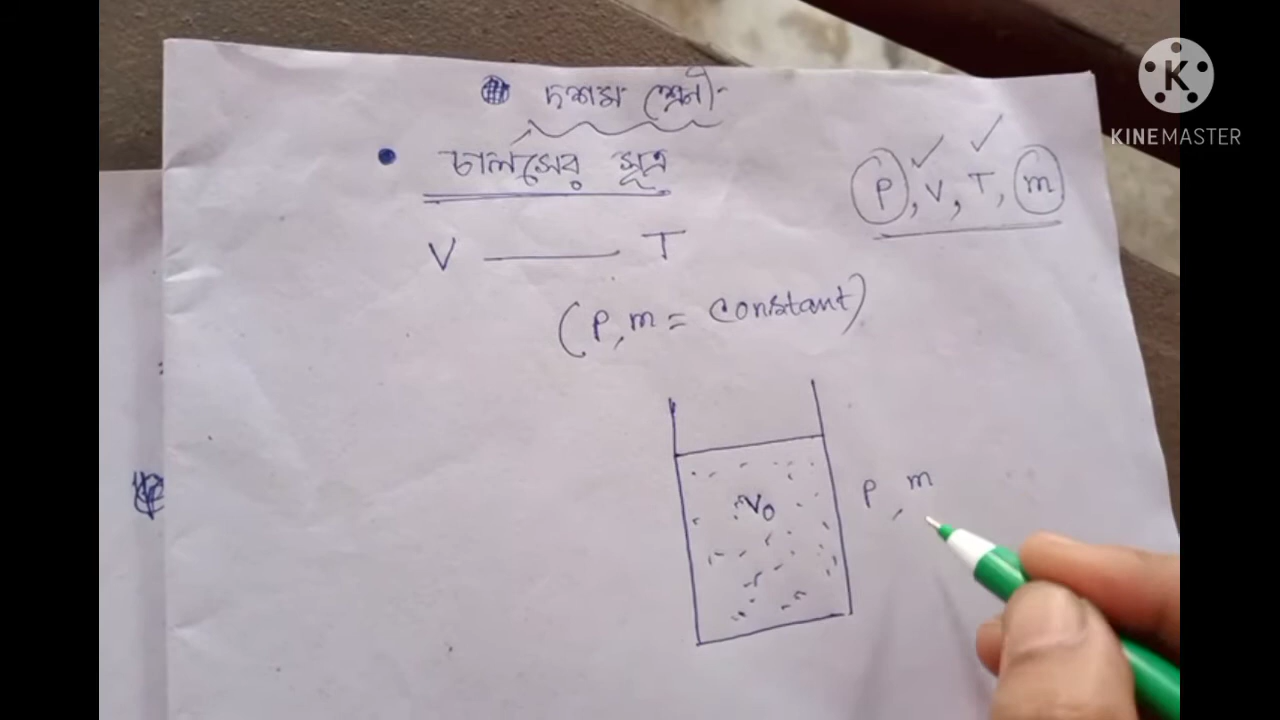 দশম শ্রেণী
চার্লসের সূত্র
P, V, T, m
V —— T
(P, m = constant)
V₀
P, m
KINEMASTER